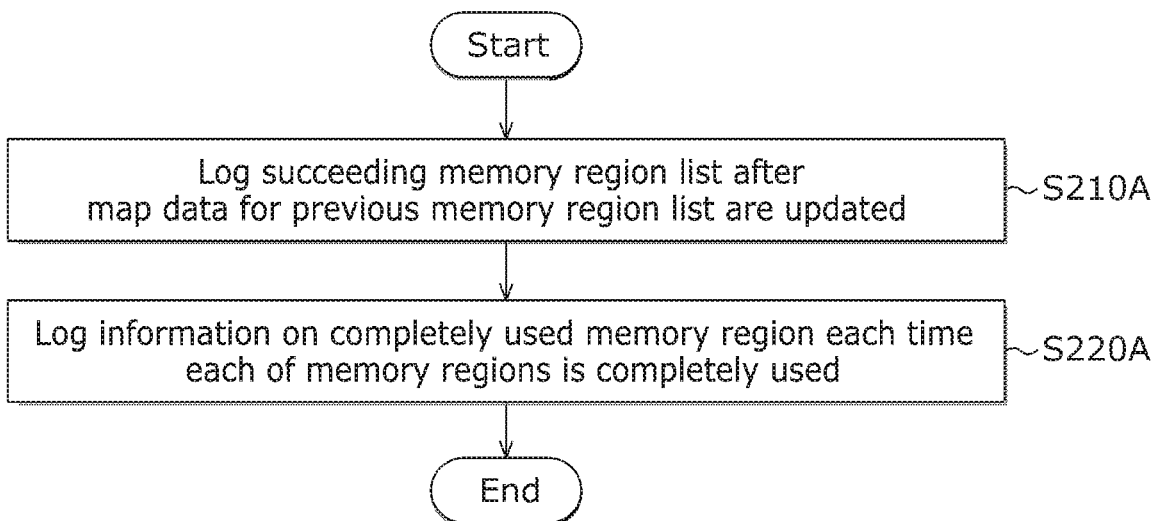 Start
Log succeeding memory region list after
map data for previous memory region list are updated
S210A
Log information on completely used memory region each time
each of memory regions is completely used
S220A
End